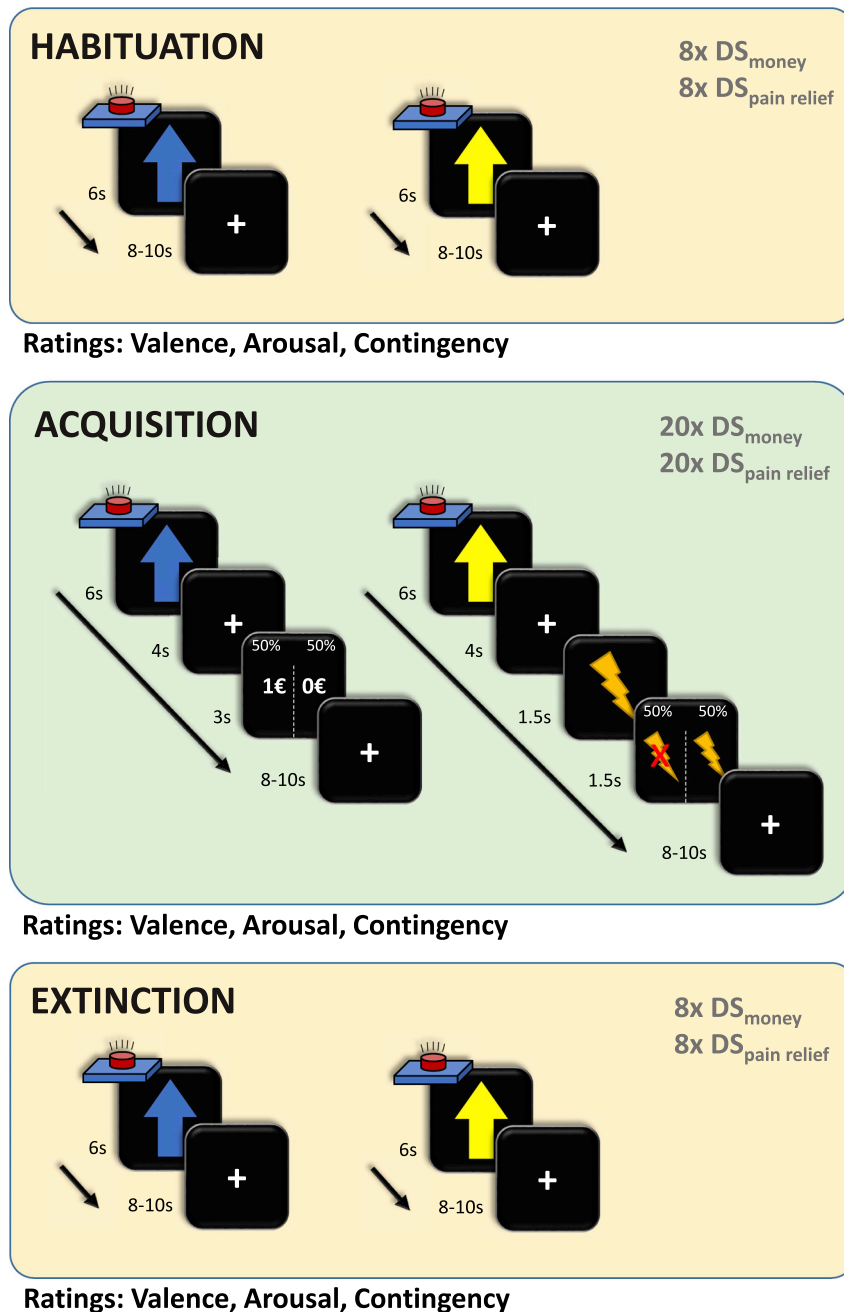 HABITUATION
8x DSmoney
8x DSpain relief
6s
8-10s
+
6s
8-10s
+
Ratings: Valence, Arousal, Contingency
ACQUISITION
20x DSmoney
20x DSpain relief
6s
+
4s
50% 50%
1€ 0€
3s
+
8-10s
6s
+
4s
1.5s
50% 50%
X
1.5s
+
8-10s
Ratings: Valence, Arousal, Contingency
EXTINCTION
8x DSmoney
8x DSpain relief
6s
8-10s
+
6s
8-10s
+
Ratings: Valence, Arousal, Contingency